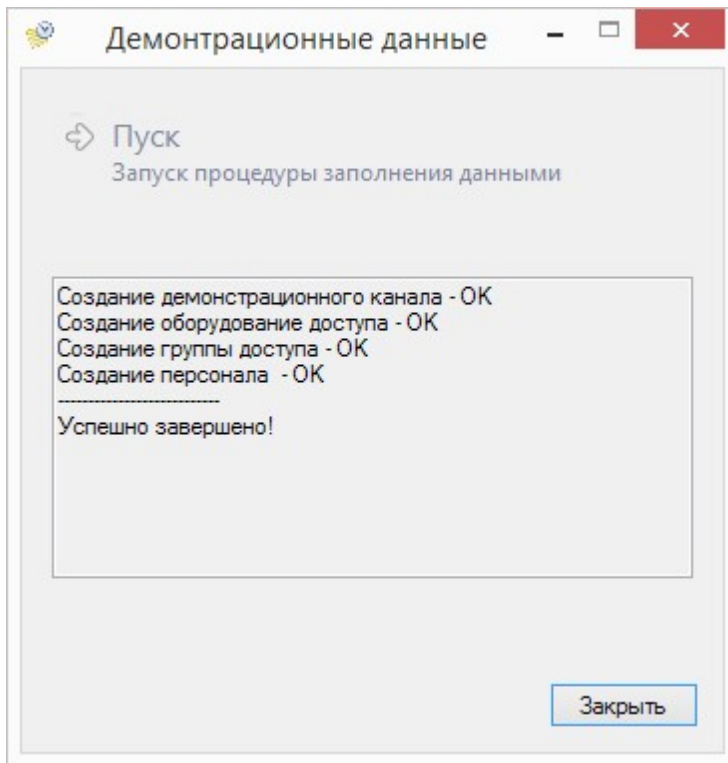 Демонтрационные данные
Пуск
Запуск процедуры заполнения данными
Создание демонстрационного канала - OK
Создание оборудование доступа - OK
Создание группы доступа - OK
Создание персонала  - OK
---------------------------
Успешно завершено!
Закрыть